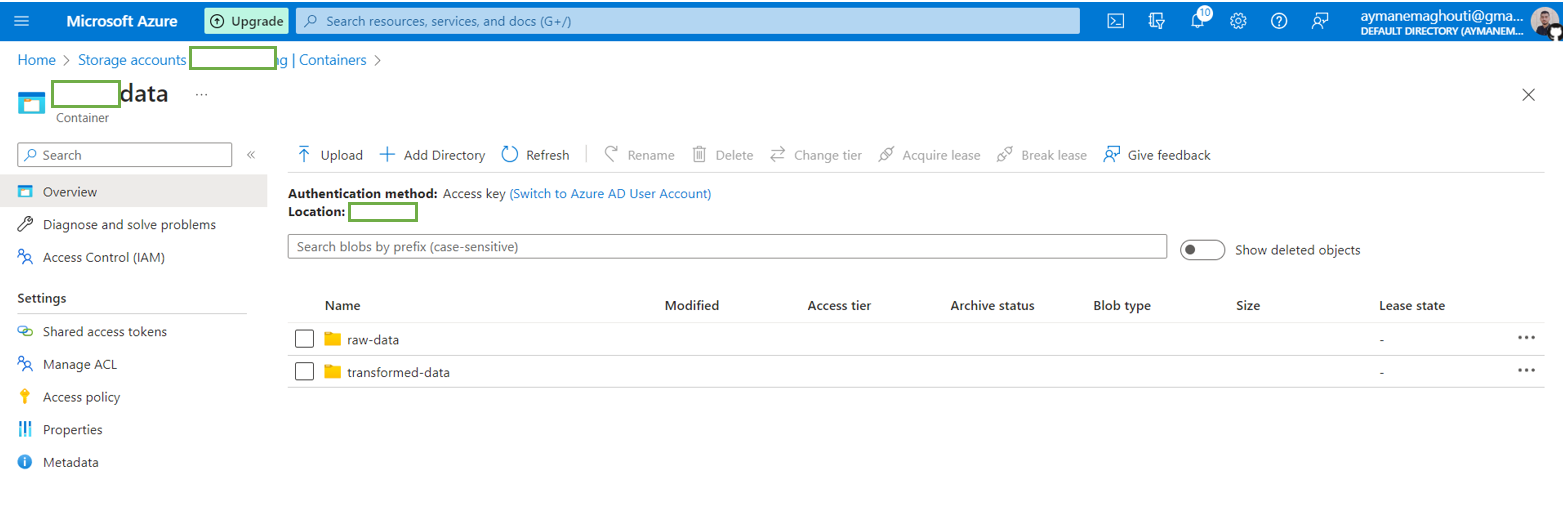 Microsoft Azure
Upgrade
Search resources, services, and docs (G+/)
10
aymanemaghouti@gma...
DEFAULT DIRECTORY (AYMANEM...
Home > Storage accounts g | Containers >
data ...
Container
Search «
Overview
Diagnose and solve problems
Access Control (IAM)
Settings
Shared access tokens
Manage ACL
Access policy
Properties
Metadata
Upload Add Directory Refresh Rename Delete Change tier Acquire lease Break lease Give feedback
Authentication method: Access key (Switch to Azure AD User Account)
Location:
Search blobs by prefix (case-sensitive) Show deleted objects
Name Modified Access tier Archive status Blob type Size Lease state
raw-data - ...
transformed-data - ...